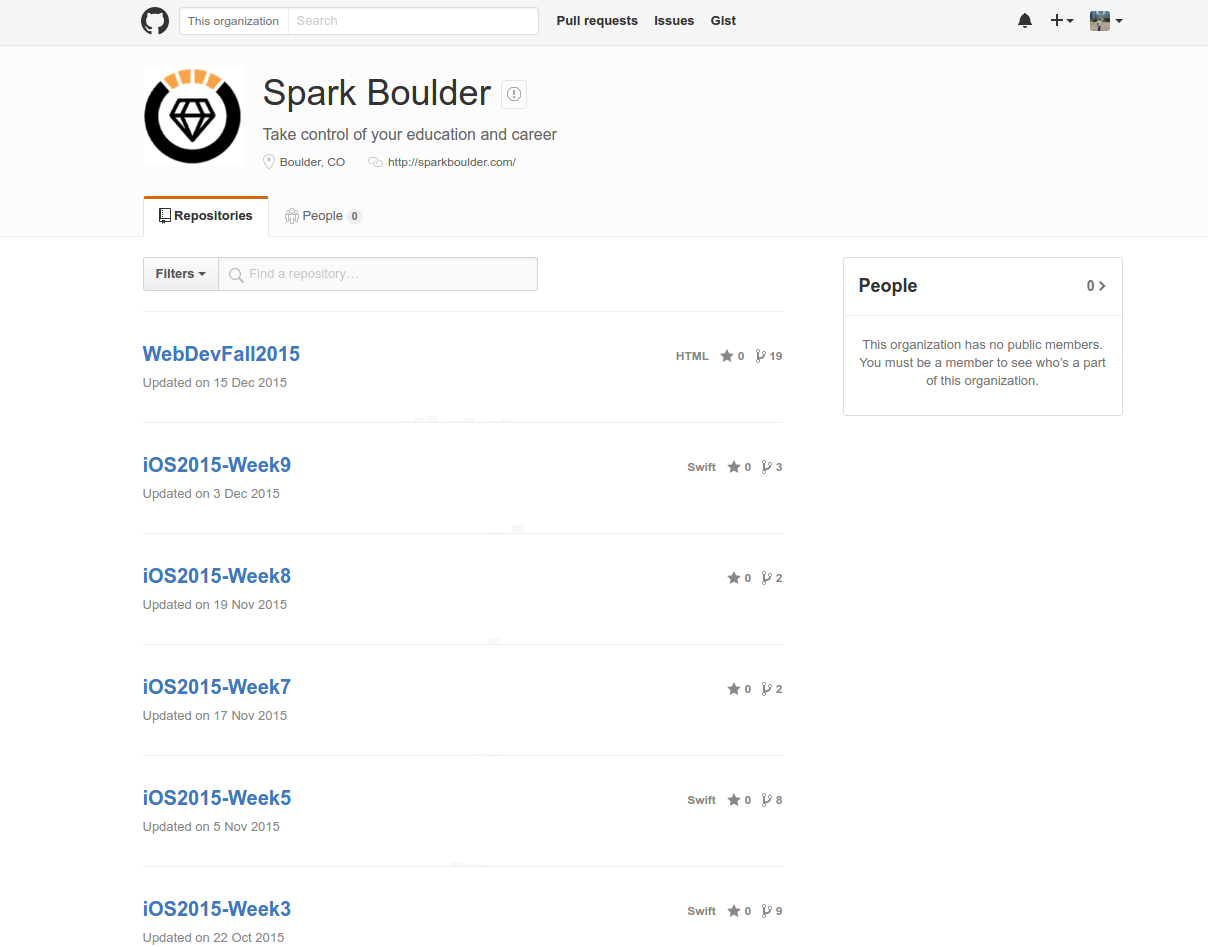 This organization Search Pull requests Issues Gist
Spark Boulder
Take control of your education and career
Boulder, CO http://sparkboulder.com/
Repositories People 0
Filters Find a repository…
People 0
This organization has no public members.
You must be a member to see who's a part
of this organization.
WebDevFall2015 HTML 0 19
Updated on 15 Dec 2015
iOS2015-Week9 Swift 0 3
Updated on 3 Dec 2015
iOS2015-Week8 0 2
Updated on 19 Nov 2015
iOS2015-Week7 0 2
Updated on 17 Nov 2015
iOS2015-Week5 Swift 0 8
Updated on 5 Nov 2015
iOS2015-Week3 Swift 0 9
Updated on 22 Oct 2015